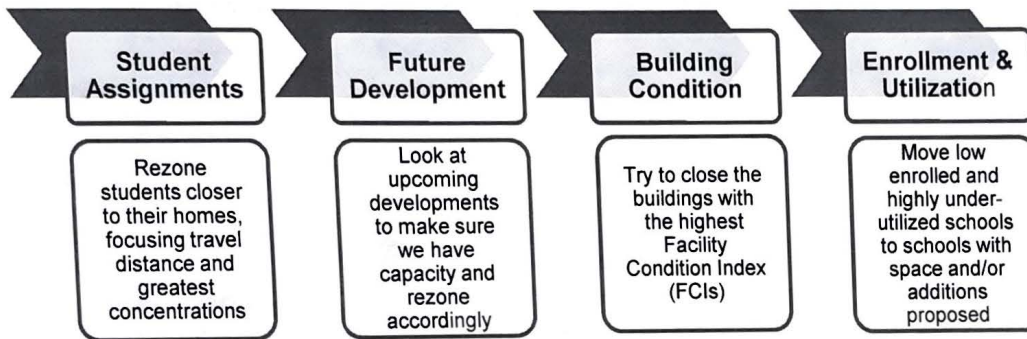 Student
Assignments
Future
Development
Building
Condition
Enrollment &
Utilization
Rezone
students closer
to their homes,
focusing travel
distance and
greatest
concentrations
Look at
upcoming
developments
to make sure
we have
capacity and
rezone
accordingly
Try to close the
buildings with
the highest
Facility
Condition Index
(FCIs)
Move low
enrolled and
highly under-
utilized schools
to schools with
space and/or
additions
proposed